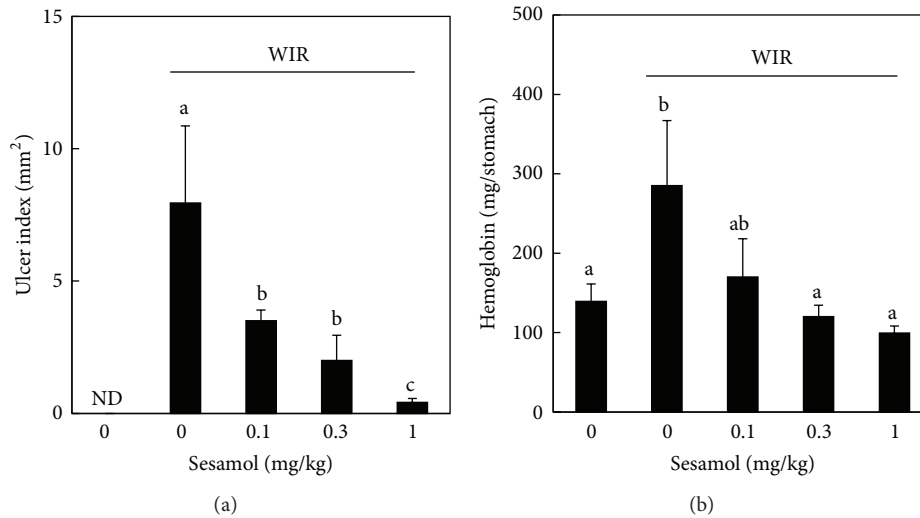 15
10
5
0
Ulcer index (mm²)
WIR
ND
a
b
b
c
0
0
0.1
0.3
1
Sesamol (mg/kg)
(a)
500
400
300
200
100
0
Hemoglobin (mg/stomach)
WIR
a
b
ab
a
a
0
0
0.1
0.3
1
Sesamol (mg/kg)
(b)